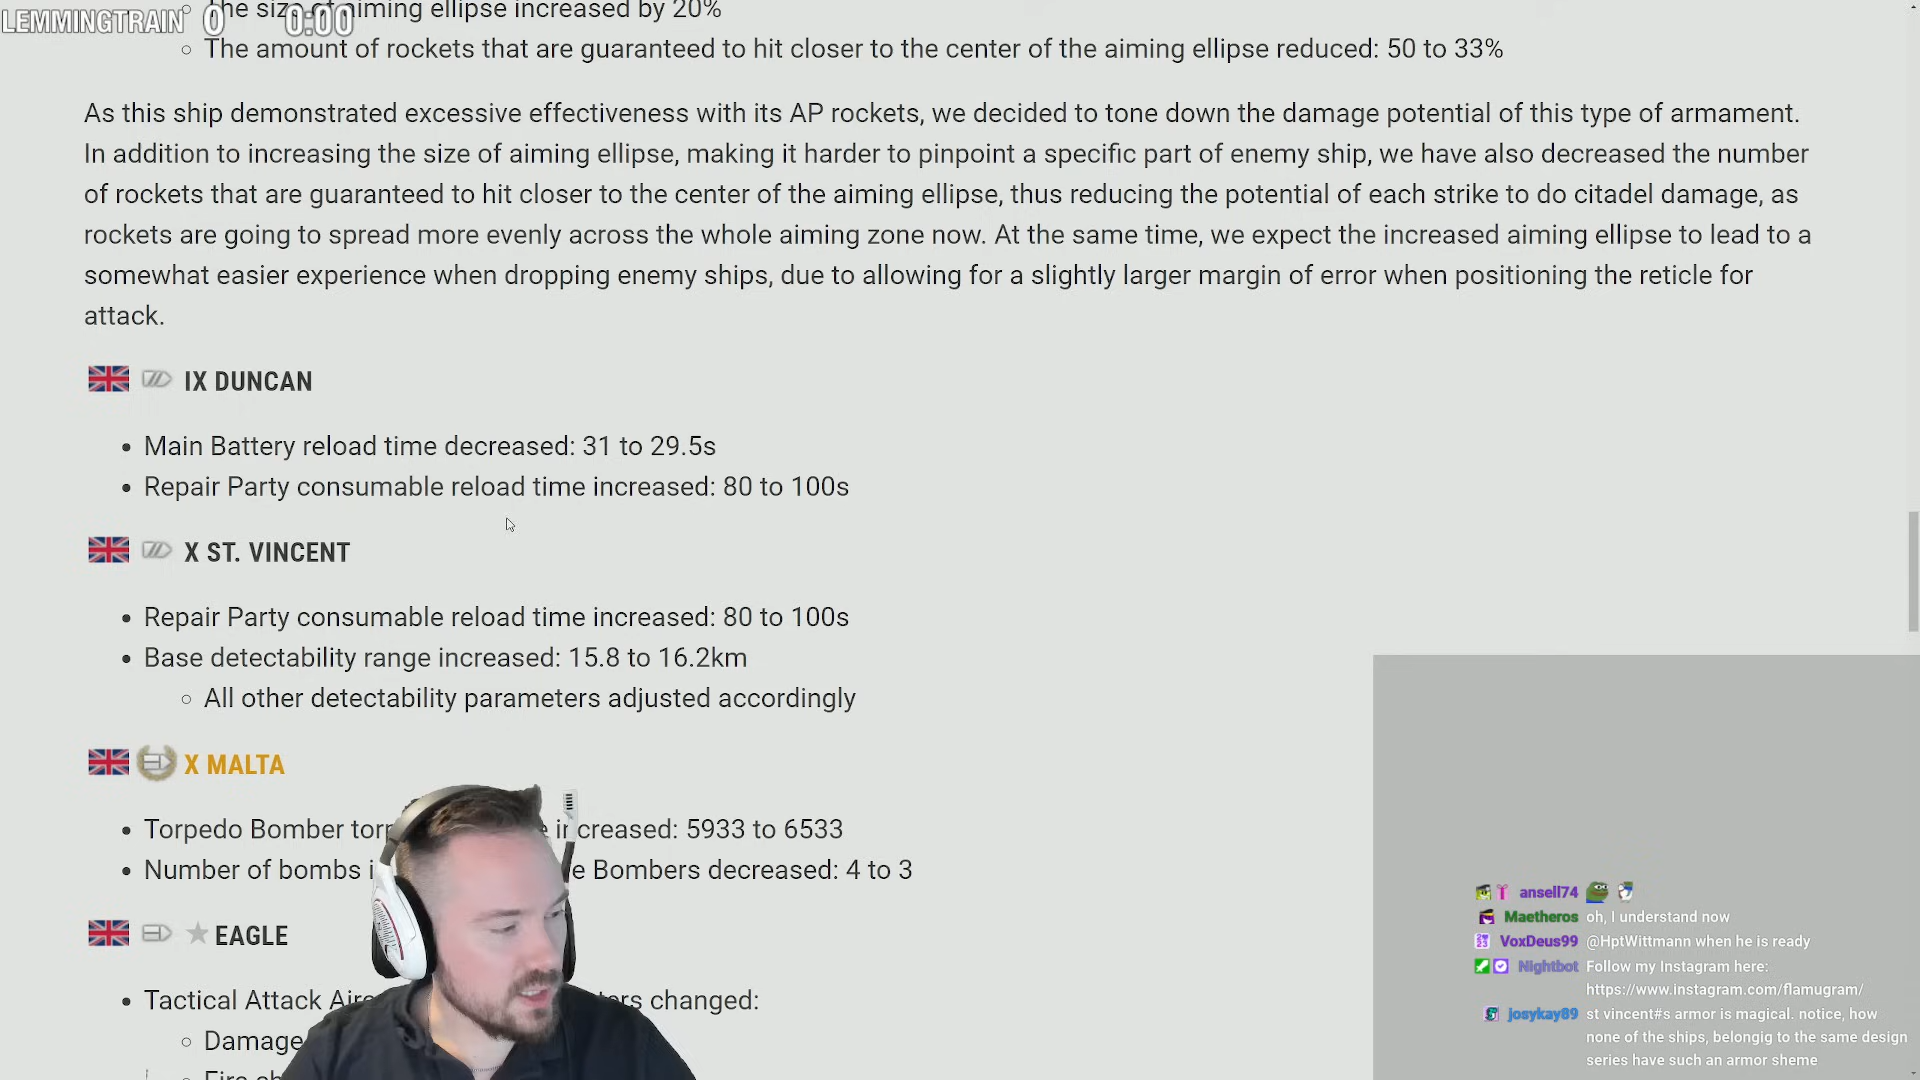 LEMMINGTRAIN 0 0:00
The size of aiming ellipse increased by 20%
The amount of rockets that are guaranteed to hit closer to the center of the aiming ellipse reduced: 50 to 33%
As this ship demonstrated excessive effectiveness with its AP rockets, we decided to tone down the damage potential of this type of armament.
In addition to increasing the size of aiming ellipse, making it harder to pinpoint a specific part of enemy ship, we have also decreased the number
of rockets that are guaranteed to hit closer to the center of the aiming ellipse, thus reducing the potential of each strike to do citadel damage, as
rockets are going to spread more evenly across the whole aiming zone now. At the same time, we expect the increased aiming ellipse to lead to a
somewhat easier experience when dropping enemy ships, due to allowing for a slightly larger margin of error when positioning the reticle for
attack.
IX DUNCAN
Main Battery reload time decreased: 31 to 29.5s
Repair Party consumable reload time increased: 80 to 100s
X ST. VINCENT
Repair Party consumable reload time increased: 80 to 100s
Base detectability range increased: 15.8 to 16.2km
All other detectability parameters adjusted accordingly
X MALTA
Torpedo Bomber increased: 5933 to 6533
Number of bombs Bombers decreased: 4 to 3
EAGLE
Tactical Attack changed:
Damage
ansell74
Maetheros oh, I understand now
VoxDeus99 @HptWittmann when he is ready
Nightbot Follow my Instagram here:
https://www.instagram.com/flamugram/
josykay89 st vincent#s armor is magical. notice, how
none of the ships, belongig to the same design
series have such an armor sheme